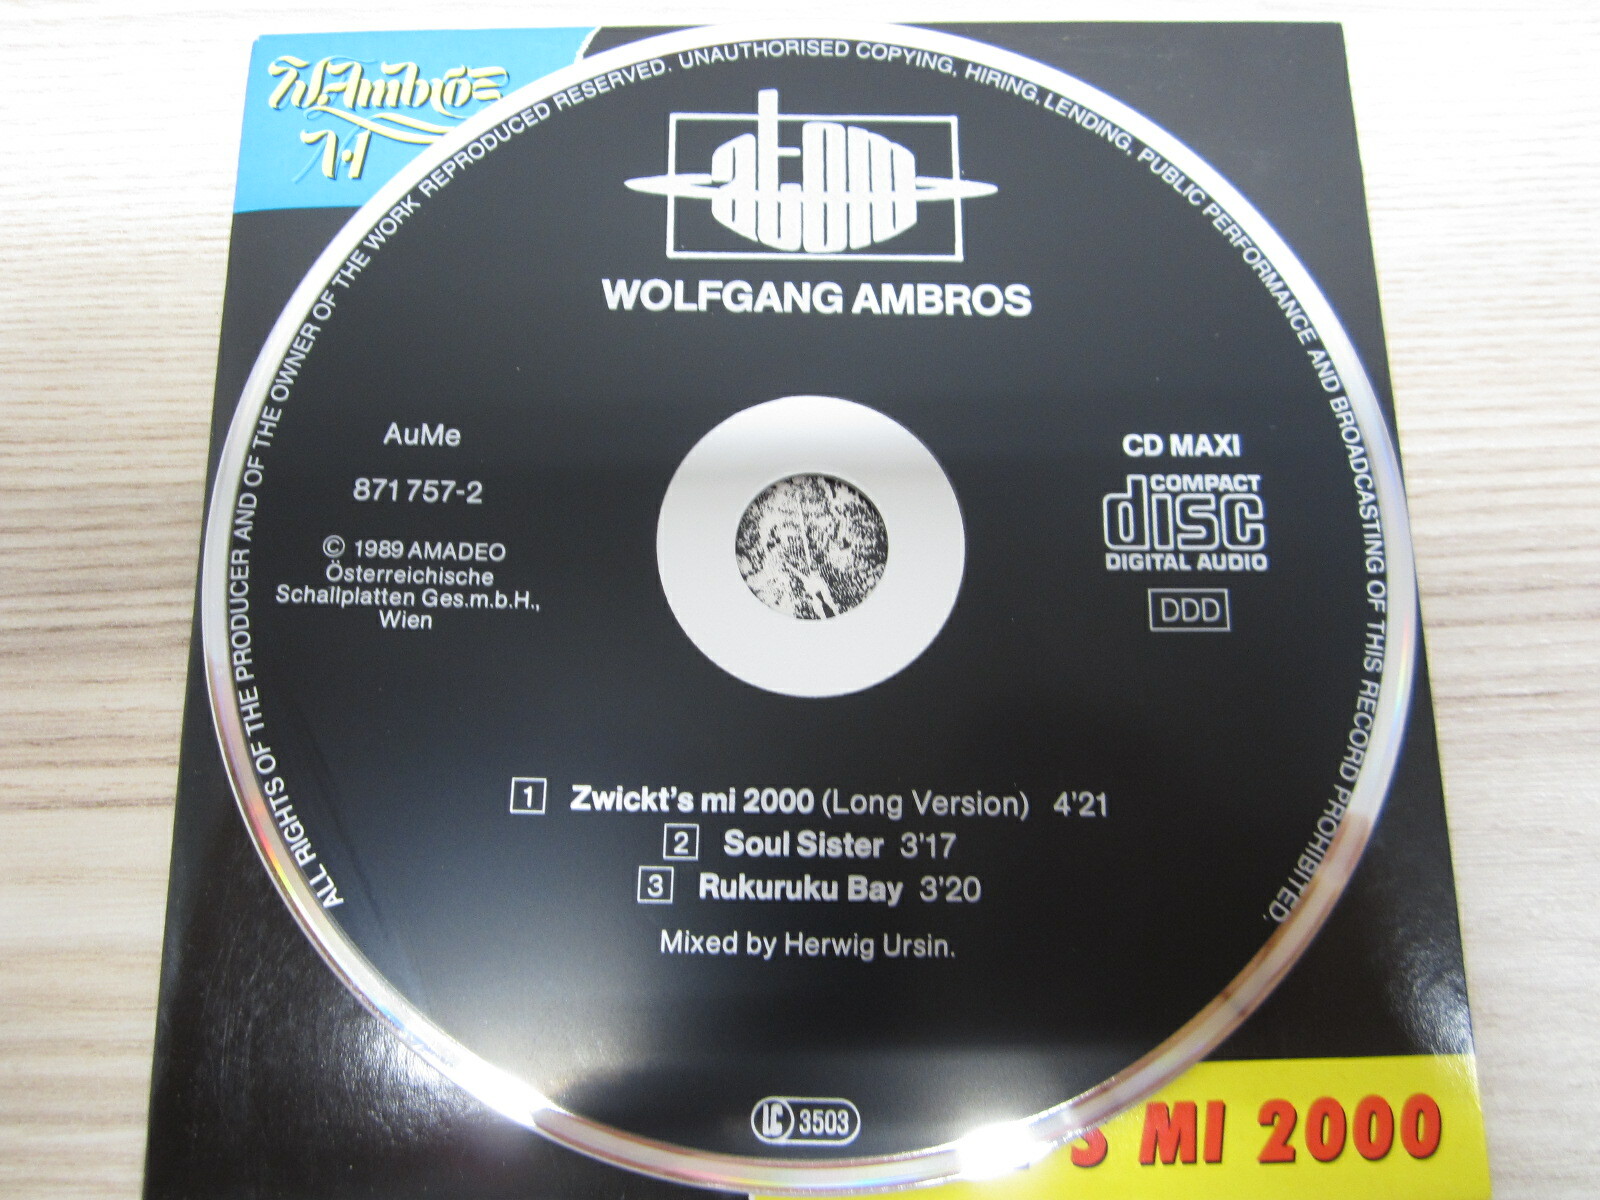 W. Ambros
ALL RIGHTS OF THE PRODUCER AND OF THE OWNER OF THE WORK REPRODUCED RESERVED. UNAUTHORISED COPYING, HIRING, LENDING, PUBLIC PERFORMANCE AND BROADCASTING OF THIS RECORD PROHIBITED
atom
WOLFGANG AMBROS
AuMe
871 757-2
© 1989 AMADEO
Österreichische
Schallplatten Ges.m.b.H.,
Wien
CD MAXI
COMPACT
disc
DIGITAL AUDIO
DDD
1 Zwickt's mi 2000 (Long Version) 4'21
2 Soul Sister 3'17
3 Rukuruku Bay 3'20
Mixed by Herwig Ursin.
LC 3503
'S MI 2000